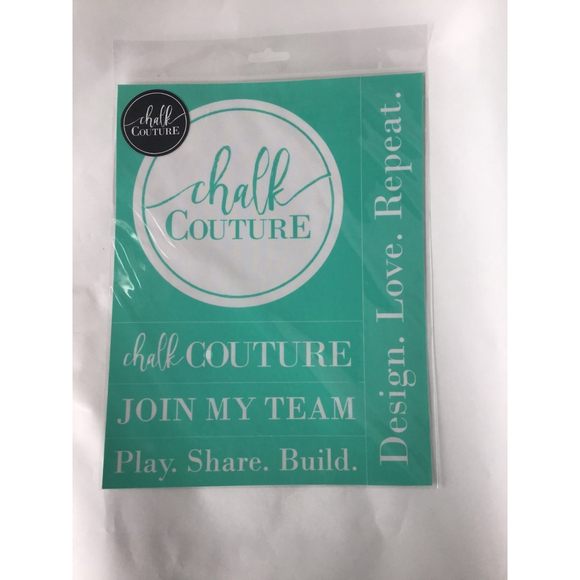 chalk
COUTURE
chalk
COUTURE
chalk COUTURE
JOIN MY TEAM
Play. Share. Build.
Design. Love. Repeat.